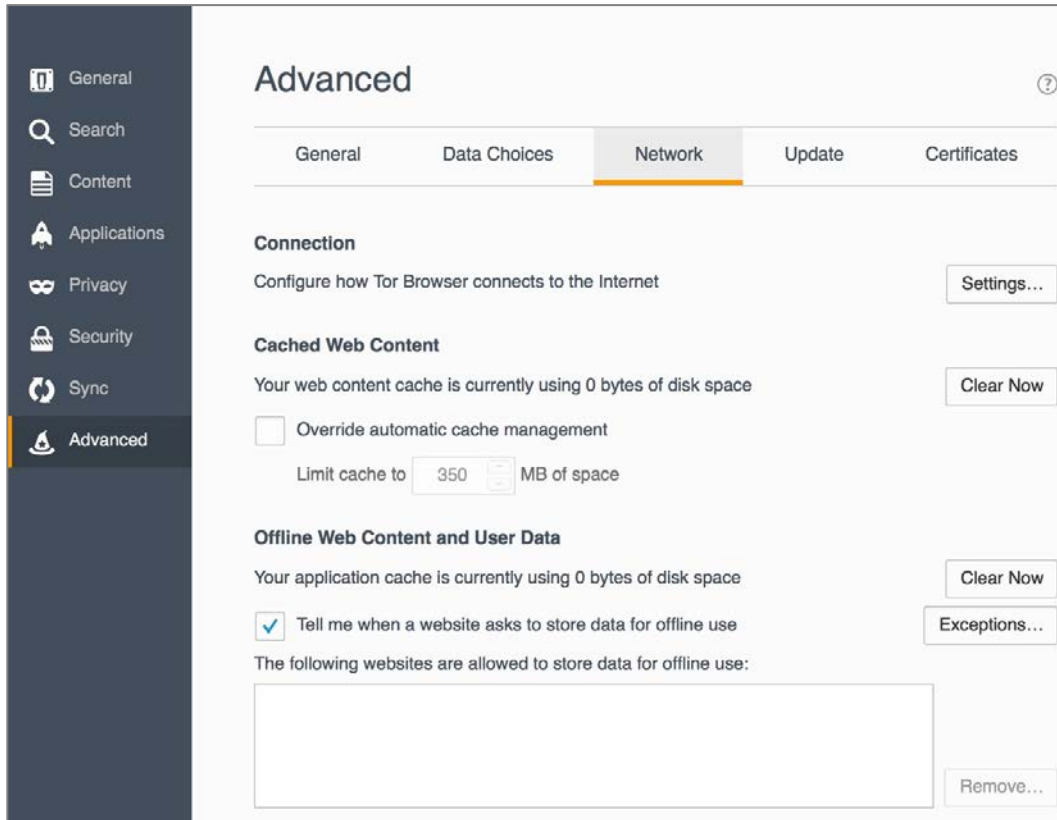 General
Search
Content
Applications
Privacy
Security
Sync
Advanced
Advanced
?
General Data Choices Network Update Certificates
Connection
Configure how Tor Browser connects to the Internet Settings...
Cached Web Content
Your web content cache is currently using 0 bytes of disk space Clear Now
Override automatic cache management
Limit cache to 350 MB of space
Offline Web Content and User Data
Your application cache is currently using 0 bytes of disk space Clear Now
Tell me when a website asks to store data for offline use Exceptions...
The following websites are allowed to store data for offline use:
Remove...